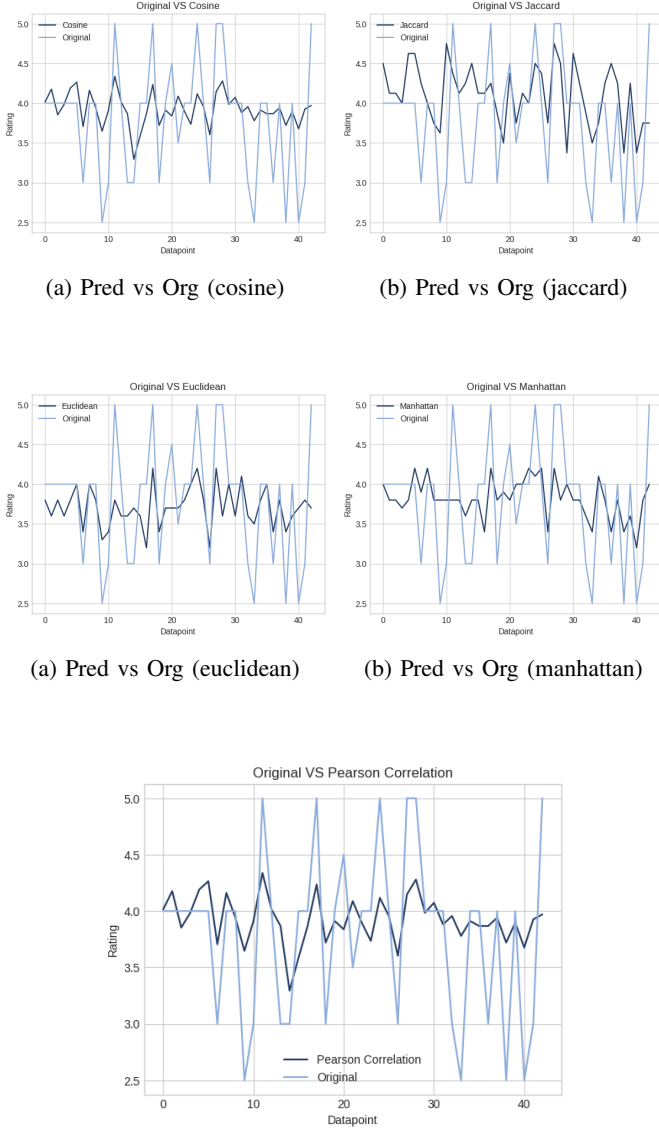 Original VS Cosine
Cosine
Original
Rating
5.0
4.5
4.0
3.5
3.0
2.5
0
10
20
30
40
Datapoint
(a) Pred vs Org (cosine)
Original VS Jaccard
Jaccard
Original
Rating
5.0
4.5
4.0
3.5
3.0
2.5
0
10
20
30
40
Datapoint
(b) Pred vs Org (jaccard)
Original VS Euclidean
Euclidean
Original
Rating
5.0
4.5
4.0
3.5
3.0
2.5
0
10
20
30
40
Datapoint
(a) Pred vs Org (euclidean)
Original VS Manhattan
Manhattan
Original
Rating
5.0
4.5
4.0
3.5
3.0
2.5
0
10
20
30
40
Datapoint
(b) Pred vs Org (manhattan)
Original VS Pearson Correlation
Rating
5.0
4.5
4.0
3.5
3.0
2.5
Pearson Correlation
Original
0
10
20
30
40
Datapoint